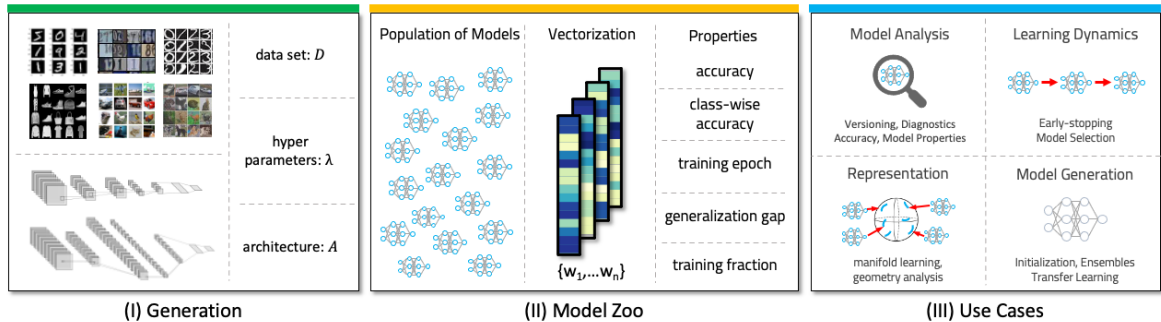 data set: D
hyper
parameters: λ
architecture: A
(I) Generation
Population of Models
Vectorization
{w₁,...wₙ}
Properties
accuracy
class-wise
accuracy
training epoch
generalization gap
training fraction
(II) Model Zoo
Model Analysis
Versioning, Diagnostics
Accuracy, Model Properties
Learning Dynamics
Early-stopping
Model Selection
Representation
manifold learning,
geometry analysis
Model Generation
Initialization, Ensembles
Transfer Learning
(III) Use Cases